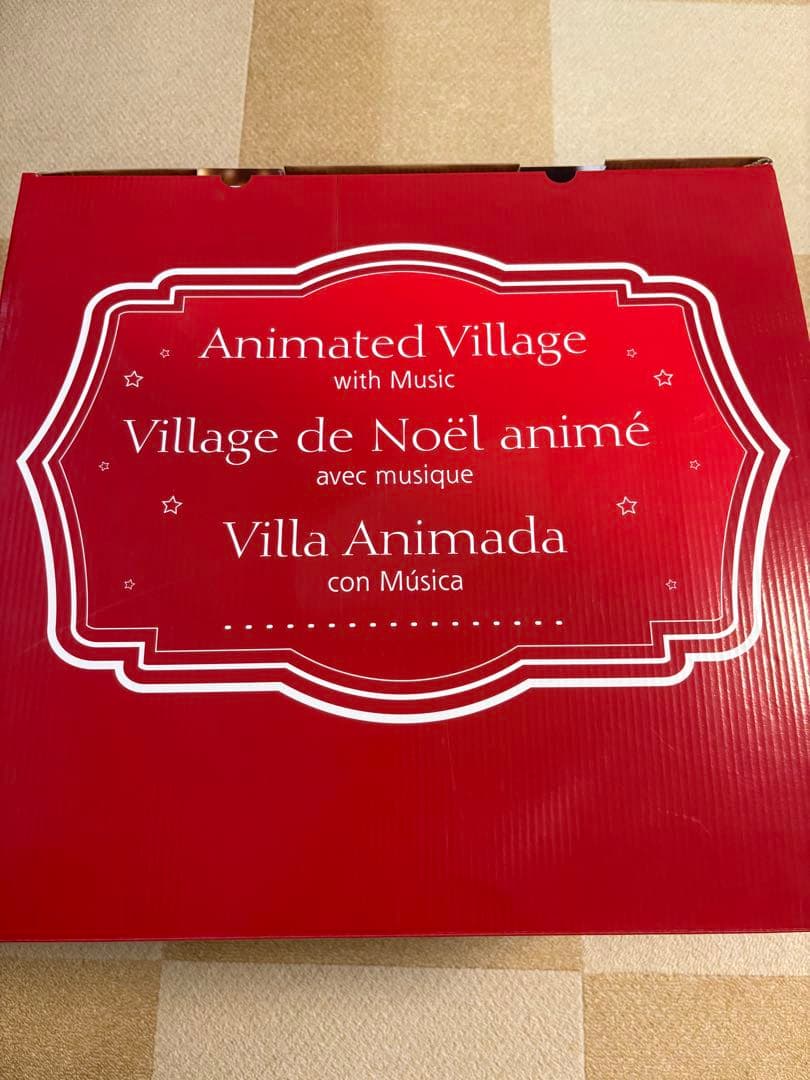 Animated Village
with Music
Village de Noël animé
avec musique
Villa Animada
con Música